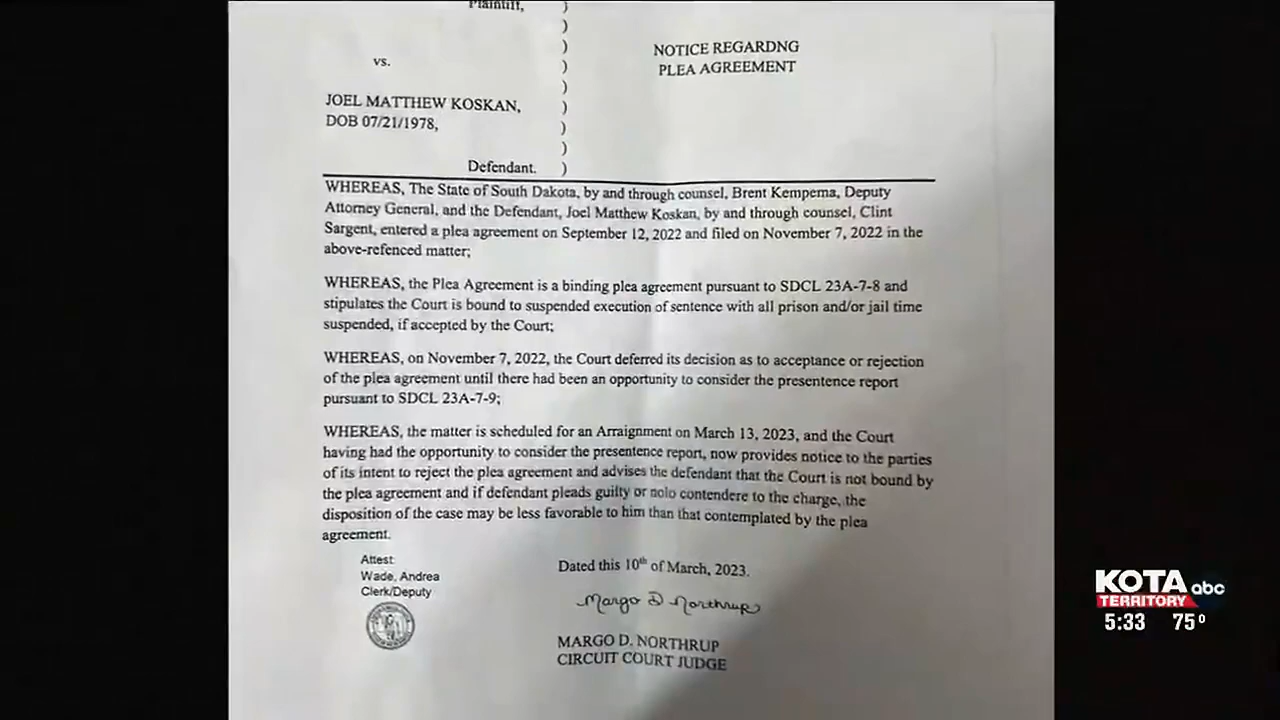 Plaintiff,
vs.
NOTICE REGARDNG
PLEA AGREEMENT
JOEL MATTHEW KOSKAN,
DOB 07/21/1978,
Defendant.
WHEREAS, The State of South Dakota, by and through counsel, Brent Kempema, Deputy
Attorney General, and the Defendant, Joel Matthew Koskan, by and through counsel, Clint
Sargent, entered a plea agreement on September 12, 2022 and filed on November 7, 2022 in the
above-refenced matter;
WHEREAS, the Plea Agreement is a binding plea agreement pursuant to SDCL 23A-7-8 and
stipulates the Court is bound to suspended execution of sentence with all prison and/or jail time
suspended, if accepted by the Court;
WHEREAS, on November 7, 2022, the Court deferred its decision as to acceptance or rejection
of the plea agreement until there had been an opportunity to consider the presentence report
pursuant to SDCL 23A-7-9;
WHEREAS, the matter is scheduled for an Arraignment on March 13, 2023, and the Court
having had the opportunity to consider the presentence report, now provides notice to the parties
of its intent to reject the plea agreement and advises the defendant that the Court is not bound by
the plea agreement and if defendant pleads guilty or nolo contendere to the charge, the
disposition of the case may be less favorable to him than that contemplated by the plea
agreement.
Attest:
Wade, Andrea
Clerk/Deputy
Dated this 10th of March, 2023.
Margo D Northrup
MARGO D. NORTHRUP
CIRCUIT COURT JUDGE
KOTA abc
TERRITORY
5:33 75°